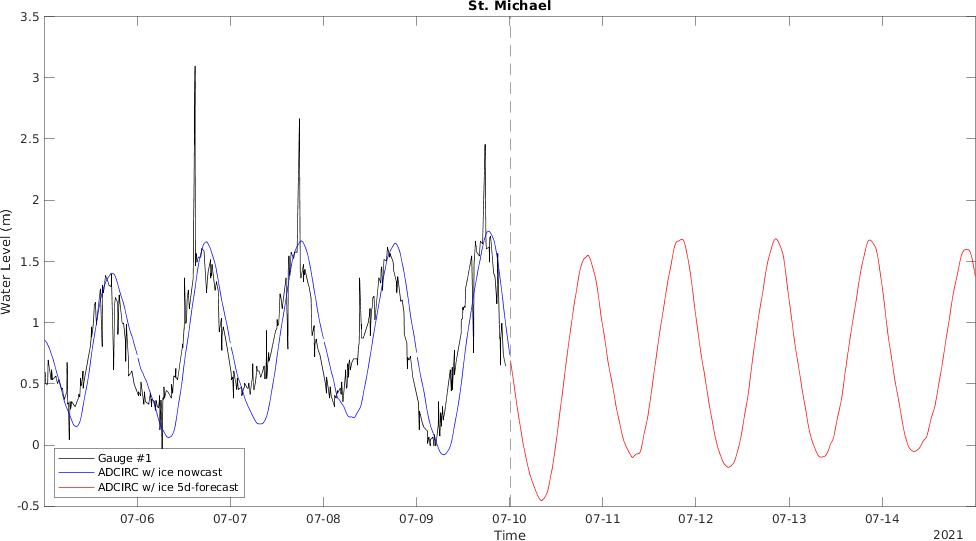 St. Michael
3.5
3
2.5
2
1.5
1
0.5
0
-0.5
Water Level (m)
Gauge #1
ADCIRC w/ ice nowcast
ADCIRC w/ ice 5d-forecast
07-06 07-07 07-08 07-09 07-10 07-11 07-12 07-13 07-14
Time
2021